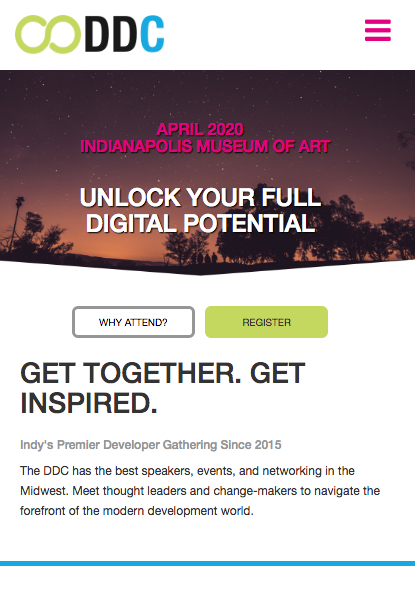 DDC
APRIL 2020
INDIANAPOLIS MUSEUM OF ART
UNLOCK YOUR FULL
DIGITAL POTENTIAL
WHY ATTEND?
REGISTER
GET TOGETHER. GET
INSPIRED.
Indy's Premier Developer Gathering Since 2015
The DDC has the best speakers, events, and networking in the
Midwest. Meet thought leaders and change-makers to navigate the
forefront of the modern development world.